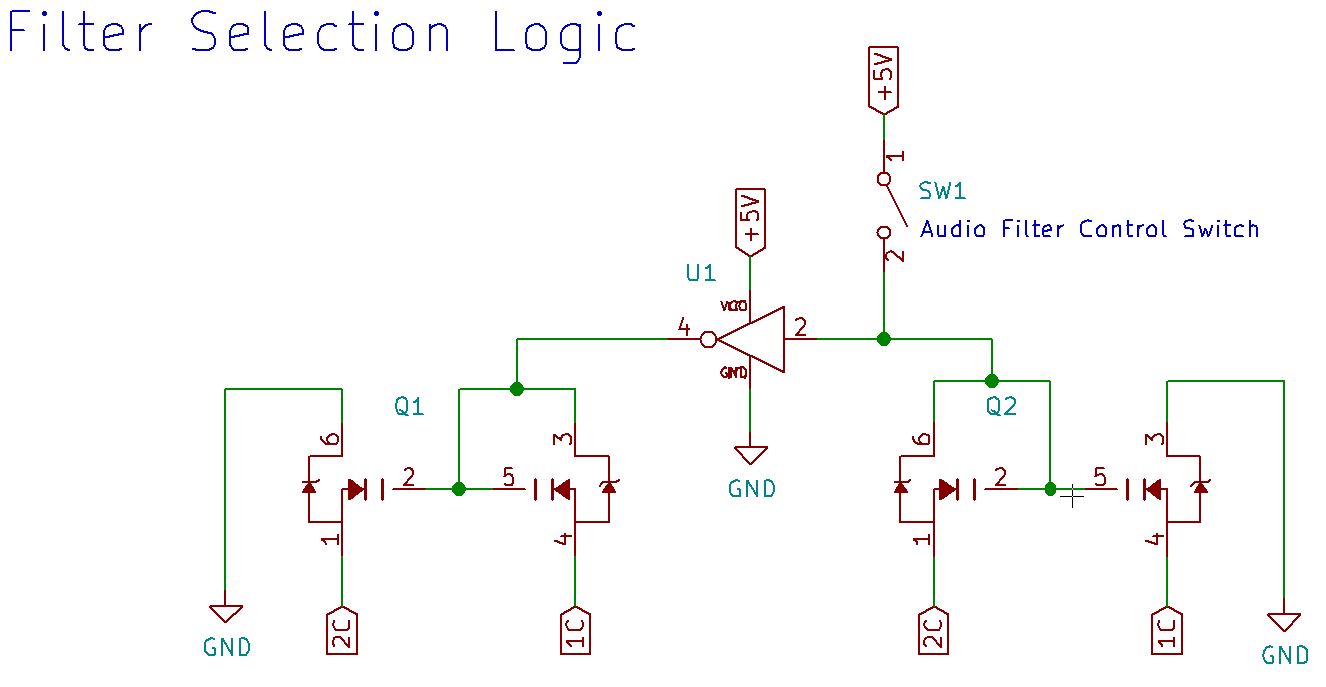 Filter Selection Logic
+5V
1
SW1
Audio Filter Control Switch
2
+5V
U1
VCC
4
2
GND
GND
Q1
6
2
5
3
1
4
2C
1C
GND
Q2
6
2
5
3
1
4
2C
1C
GND